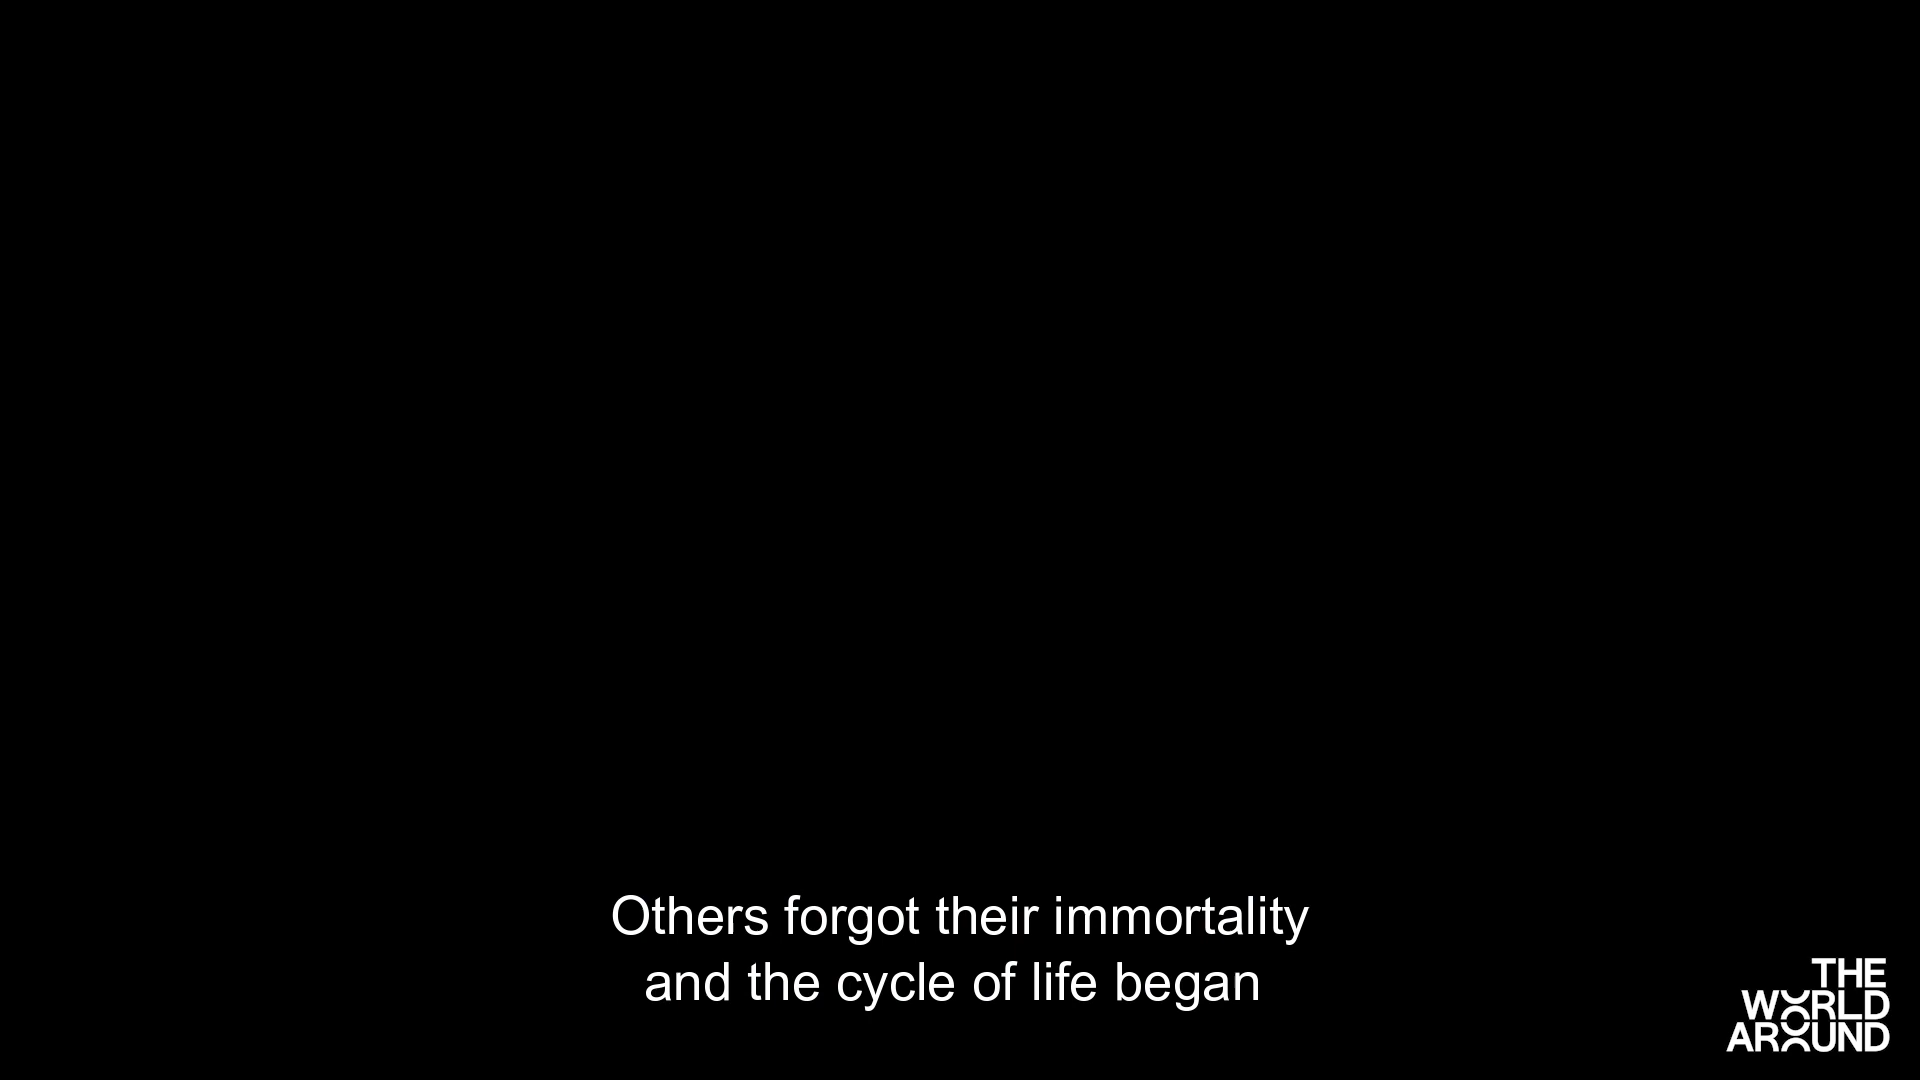 Others forgot their immortality
and the cycle of life began
THE
WORLD
AROUND